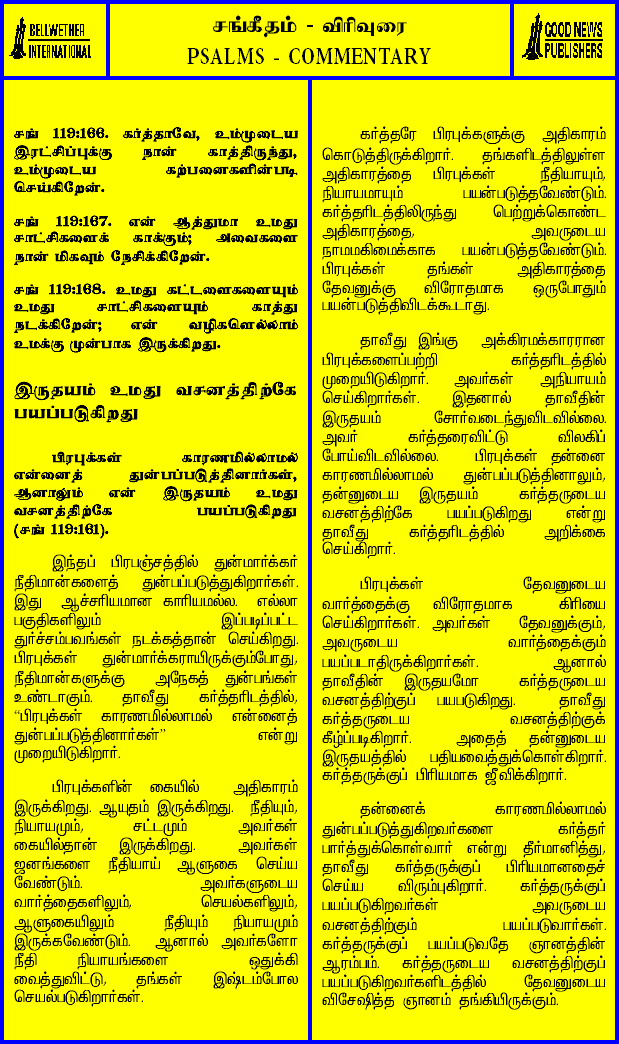 BELLWETHER
INTERNATIONAL
சங்கீதம் - விரிவுரை
PSALMS - COMMENTARY
GOOD NEWS
PUBLISHERS
சங் 119:166. கர்த்தாவே, உம்முடைய
இரட்சிப்புக்கு நான் காத்திருந்து,
உம்முடைய கற்பனைகளின்படி
செய்கிறேன்.
சங் 119:167. என் ஆத்துமா உமது
சாட்சிகளைக் காக்கும்; அவைகளை
நான் மிகவும் நேசிக்கிறேன்.
சங் 119:168. உமது கட்டளைகளையும்
உமது சாட்சிகளையும் காத்து
நடக்கிறேன்; என் வழிகளெல்லாம்
உமக்கு முன்பாக இருக்கிறது.
இருதயம் உமது வசனத்திற்கே
பயப்படுகிறது
பிரபுக்கள் காரணமில்லாமல்
என்னைத் துன்பப்படுத்தினார்கள்,
ஆனாலும் என் இருதயம் உமது
வசனத்திற்கே பயப்படுகிறது
(சங் 119:161).
இந்தப் பிரபஞ்சத்தில் துன்மார்க்கர்
நீதிமான்களைத் துன்பப்படுத்துகிறார்கள்.
இது ஆச்சரியமான காரியமல்ல. எல்லா
பகுதிகளிலும் இப்படிப்பட்ட
துர்ச்சம்பவங்கள் நடக்கத்தான் செய்கிறது.
பிரபுக்கள் துன்மார்க்கராயிருக்கும்போது,
நீதிமான்களுக்கு அநேகத் துன்பங்கள்
உண்டாகும். தாவீது கர்த்தரிடத்தில்,
“பிரபுக்கள் காரணமில்லாமல் என்னைத்
துன்பப்படுத்தினார்கள்” என்று
முறையிடுகிறார்.
பிரபுக்களின் கையில் அதிகாரம்
இருக்கிறது. ஆயுதம் இருக்கிறது. நீதியும்,
நியாயமும், சட்டமும் அவர்கள்
கையில்தான் இருக்கிறது. அவர்கள்
ஜனங்களை நீதியாய் ஆளுகை செய்ய
வேண்டும். அவர்களுடைய
வார்த்தைகளிலும், செயல்களிலும்,
ஆளுகையிலும் நீதியும் நியாயமும்
இருக்கவேண்டும். ஆனால் அவர்களோ
நீதி நியாயங்களை ஒதுக்கி
வைத்துவிட்டு, தங்கள் இஷ்டம்போல
செயல்படுகிறார்கள்.
கர்த்தரே பிரபுக்களுக்கு அதிகாரம்
கொடுத்திருக்கிறார். தங்களிடத்திலுள்ள
அதிகாரத்தை பிரபுக்கள் நீதியாயும்,
நியாயமாயும் பயன்படுத்தவேண்டும்.
கர்த்தரிடத்திலிருந்து பெற்றுக்கொண்ட
அதிகாரத்தை, அவருடைய
நாமமகிமைக்காக பயன்படுத்தவேண்டும்.
பிரபுக்கள் தங்கள் அதிகாரத்தை
தேவனுக்கு விரோதமாக ஒருபோதும்
பயன்படுத்திவிடக்கூடாது.
தாவீது இங்கு அக்கிரமக்காரரான
பிரபுக்களைப்பற்றி கர்த்தரிடத்தில்
முறையிடுகிறார். அவர்கள் அநியாயம்
செய்கிறார்கள். இதனால் தாவீதின்
இருதயம் சோர்வடைந்துவிடவில்லை.
அவர் கர்த்தரைவிட்டு விலகிப்
போய்விடவில்லை. பிரபுக்கள் தன்னை
காரணமில்லாமல் துன்பப்படுத்தினாலும்,
தன்னுடைய இருதயம் கர்த்தருடைய
வசனத்திற்கே பயப்படுகிறது என்று
தாவீது கர்த்தரிடத்தில் அறிக்கை
செய்கிறார்.
பிரபுக்கள் தேவனுடைய
வார்த்தைக்கு விரோதமாக கிரியை
செய்கிறார்கள். அவர்கள் தேவனுக்கும்,
அவருடைய வார்த்தைக்கும்
பயப்படாதிருக்கிறார்கள். ஆனால்
தாவீதின் இருதயமோ கர்த்தருடைய
வசனத்திற்குப் பயபடுகிறது. தாவீது
கர்த்தருடைய வசனத்திற்குக்
கீழ்ப்படிகிறார். அதைத் தன்னுடைய
இருதயத்தில் பதியவைத்துக்கொள்கிறார்.
கர்த்தருக்குப் பிரியமாக ஜீவிக்கிறார்.
தன்னைக் காரணமில்லாமல்
துன்பப்படுத்துகிறவர்களை கர்த்தர்
பார்த்துக்கொள்வார் என்று தீர்மானித்து,
தாவீது கர்த்தருக்குப் பிரியமானதைச்
செய்ய விரும்புகிறார். கர்த்தருக்குப்
பயப்படுகிறவர்கள் அவருடைய
வசனத்திற்கும் பயப்படுவார்கள்.
கர்த்தருக்குப் பயப்படுவதே ஞானத்தின்
ஆரம்பம். கர்த்தருடைய வசனத்திற்குப்
பயப்படுகிறவர்களிடத்தில் தேவனுடைய
விசேஷித்த ஞானம் தங்கியிருக்கும்.